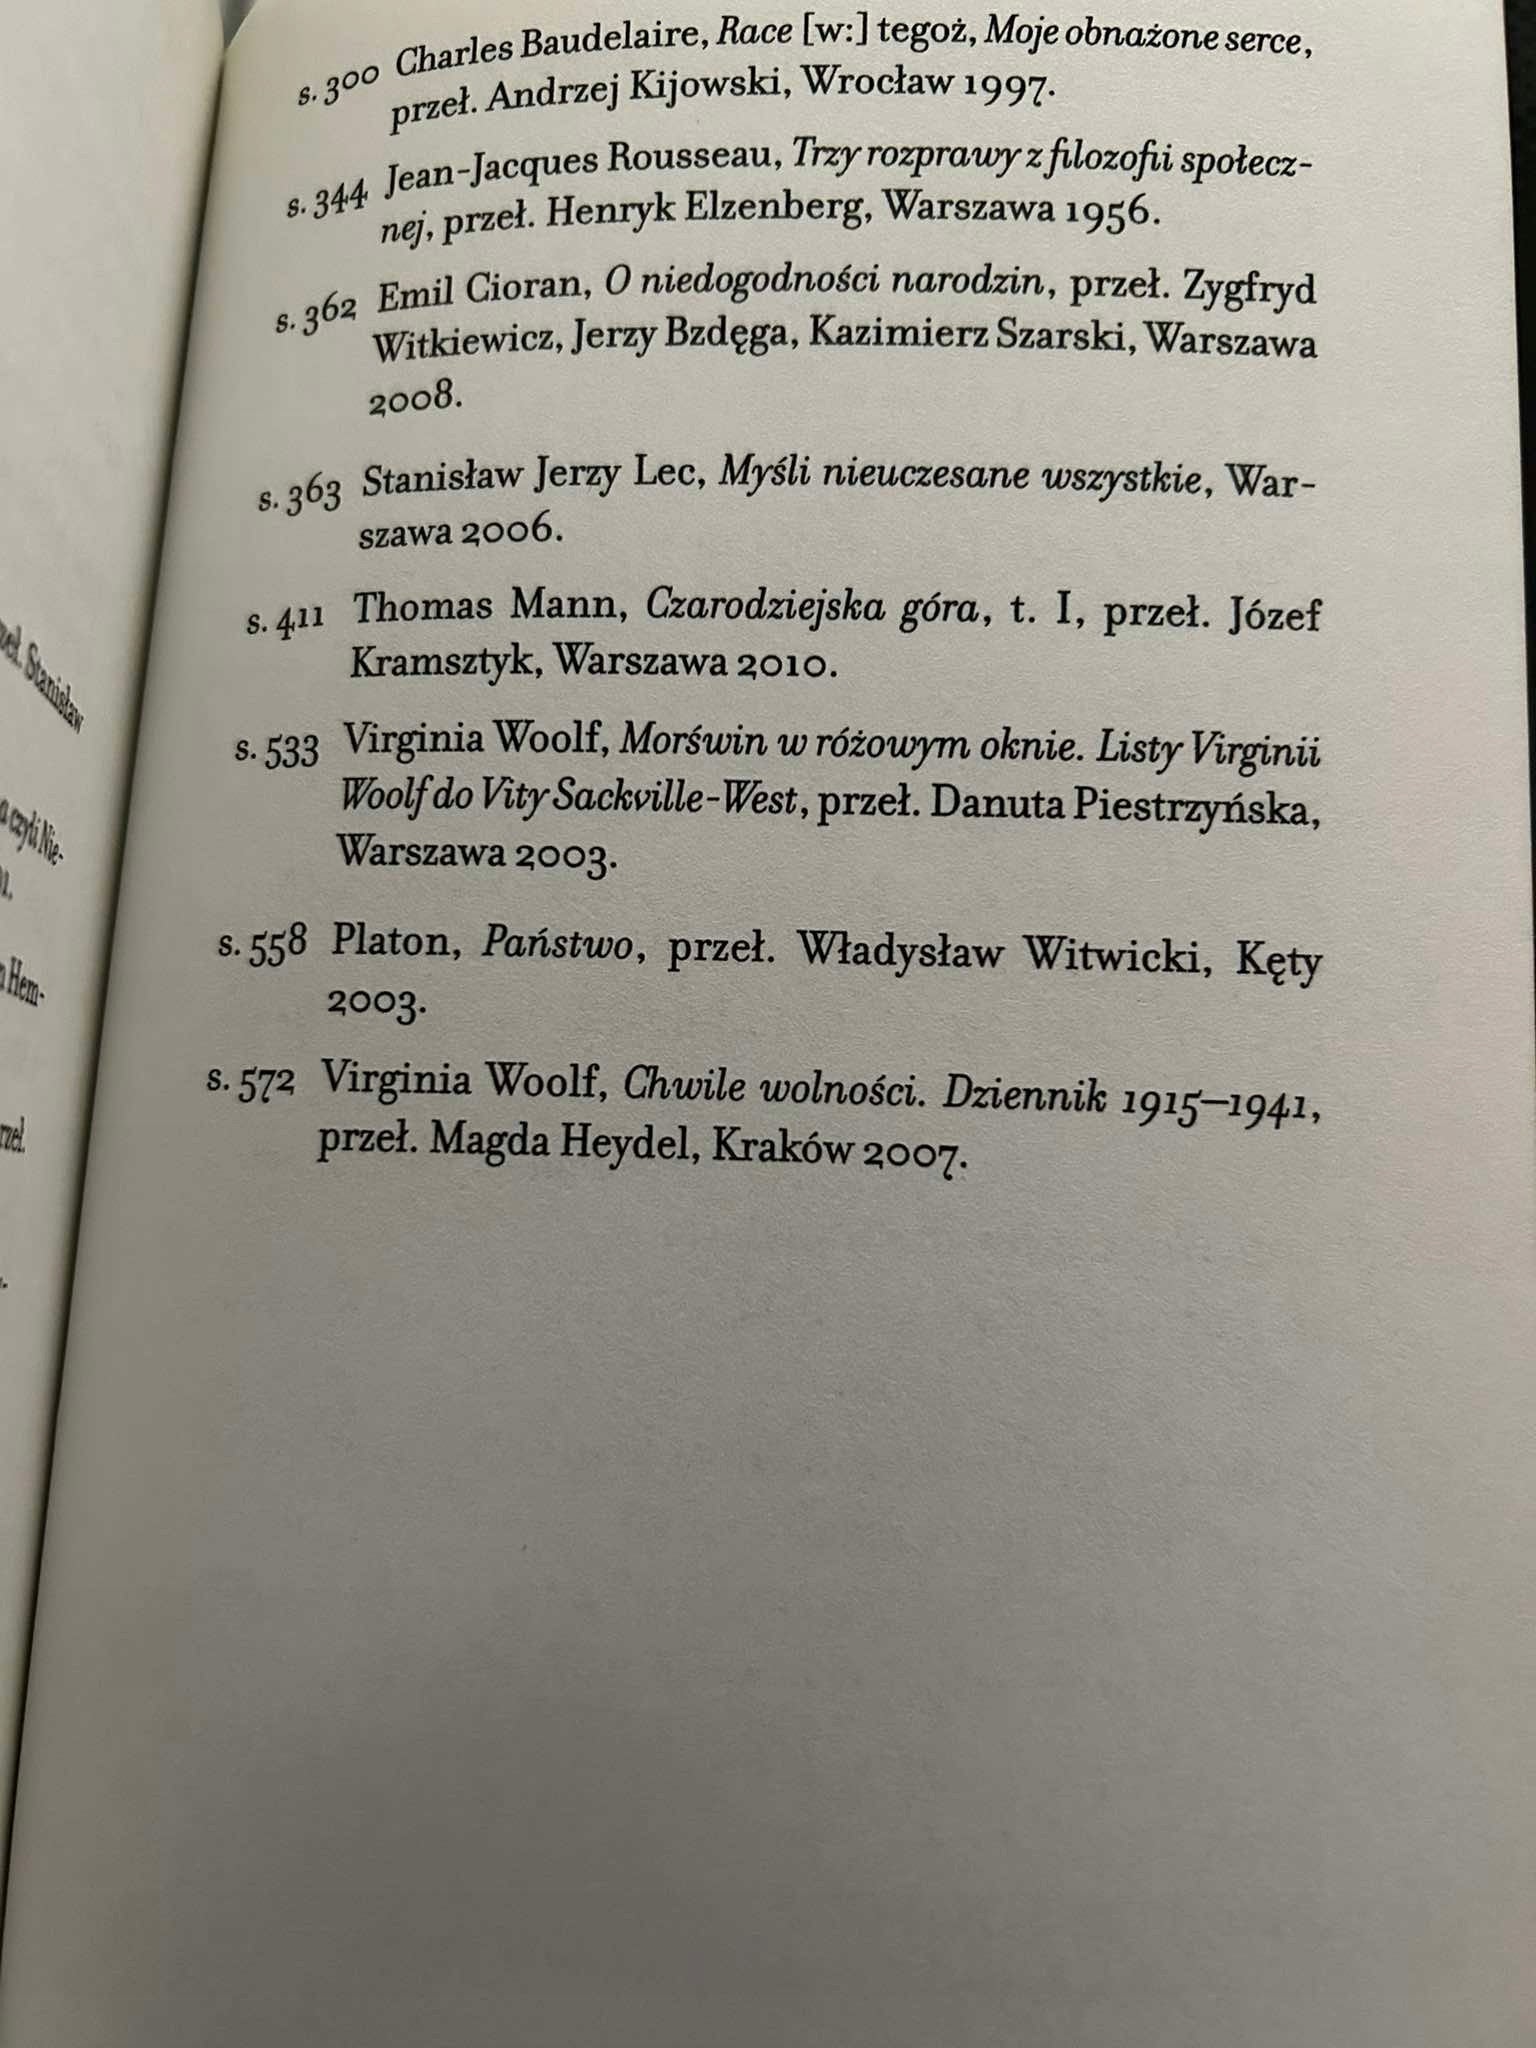 s. 300 Charles Baudelaire, Race [w:] tegoż, Moje obnażone serce,
przeł. Andrzej Kijowski, Wrocław 1997.
s. 344 Jean-Jacques Rousseau, Trzy rozprawy z filozofii społecz-
nej, przeł. Henryk Elzenberg, Warszawa 1956.
s. 362 Emil Cioran, O niedogodności narodzin, przeł. Zygfryd
Witkiewicz, Jerzy Bzdęga, Kazimierz Szarski, Warszawa
2008.
s. 363 Stanisław Jerzy Lec, Myśli nieuczesane wszystkie, War-
szawa 2006.
s. 411 Thomas Mann, Czarodziejska góra, t. I, przeł. Józef
Kramsztyk, Warszawa 2010.
s. 533 Virginia Woolf, Morświn w różowym oknie. Listy Virginii
Woolf do Vity Sackville-West, przeł. Danuta Piestrzyńska,
Warszawa 2003.
s. 558 Platon, Państwo, przeł. Władysław Witwicki, Kęty
2003.
s. 572 Virginia Woolf, Chwile wolności. Dziennik 1915–1941,
przeł. Magda Heydel, Kraków 2007.
Stanisław
czyli Nie-
Hem-